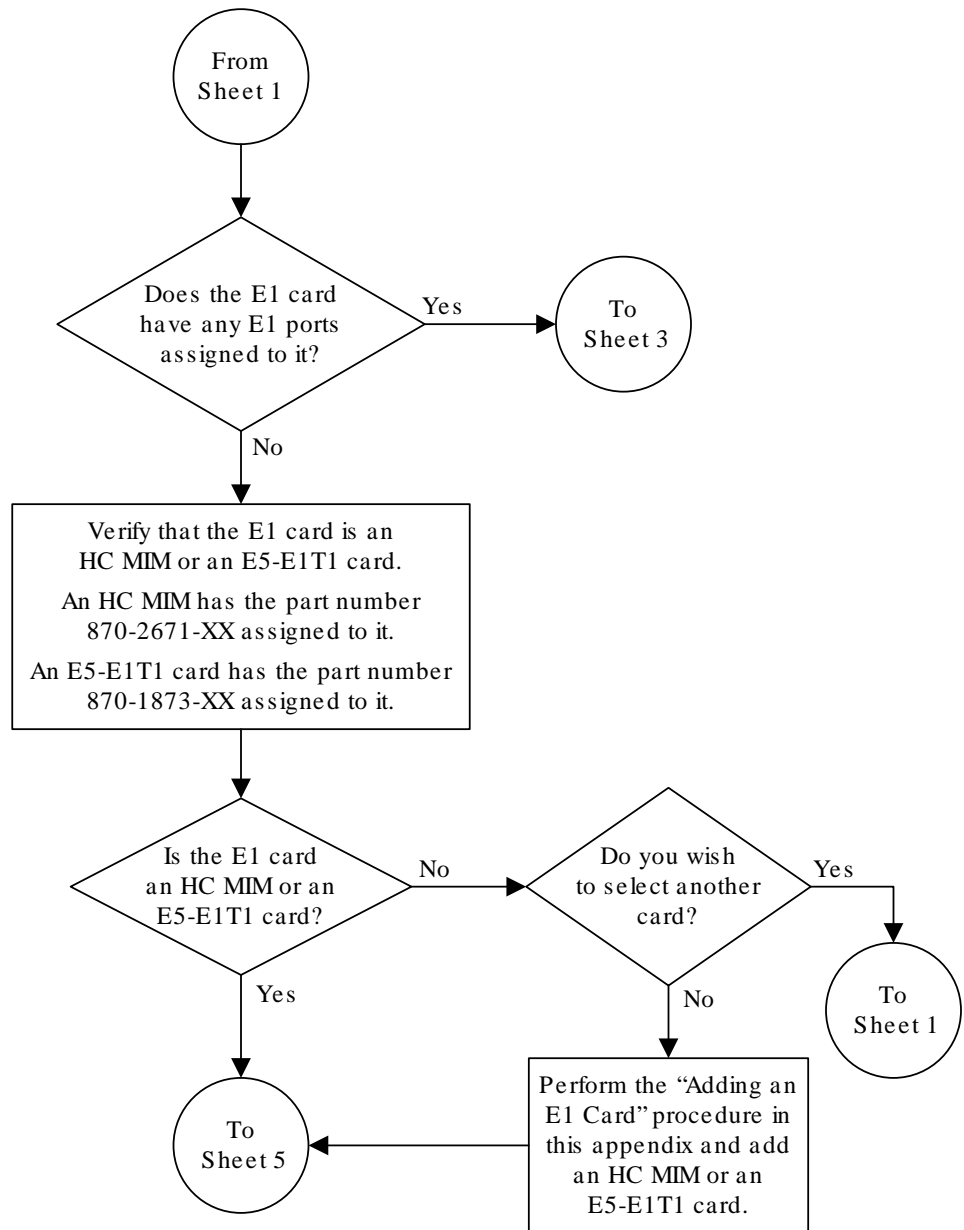 From
Sheet 1
Does the E1 card
have any E1 ports
assigned to it?
Yes
To
Sheet 3
No
Verify that the E1 card is an
HC MIM or an E5-E1T1 card.
An HC MIM has the part number
870-2671-XX assigned to it.
An E5-E1T1 card has the part number
870-1873-XX assigned to it.
Is the E1 card
an HC MIM or an
E5-E1T1 card?
No
Do you wish
to select another
card?
Yes
To
Sheet 1
Yes
No
To
Sheet 5
Perform the “Adding an
E1 Card” procedure in
this appendix and add
an HC MIM or an
E5-E1T1 card.